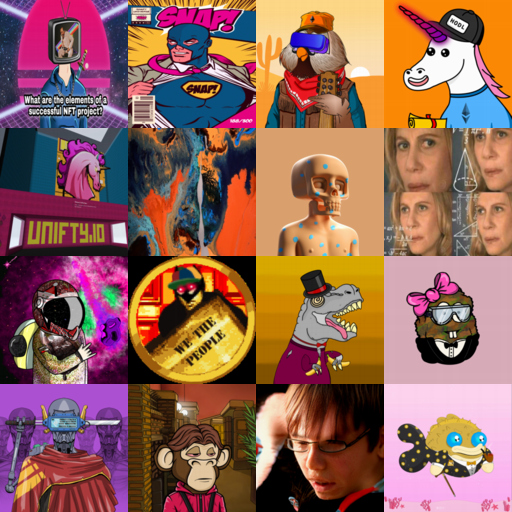 What are the elements of a
successful NFT project?
SNAP!
SNAP!
HODL
UNIFTY.IO
WE THE
PEOPLE